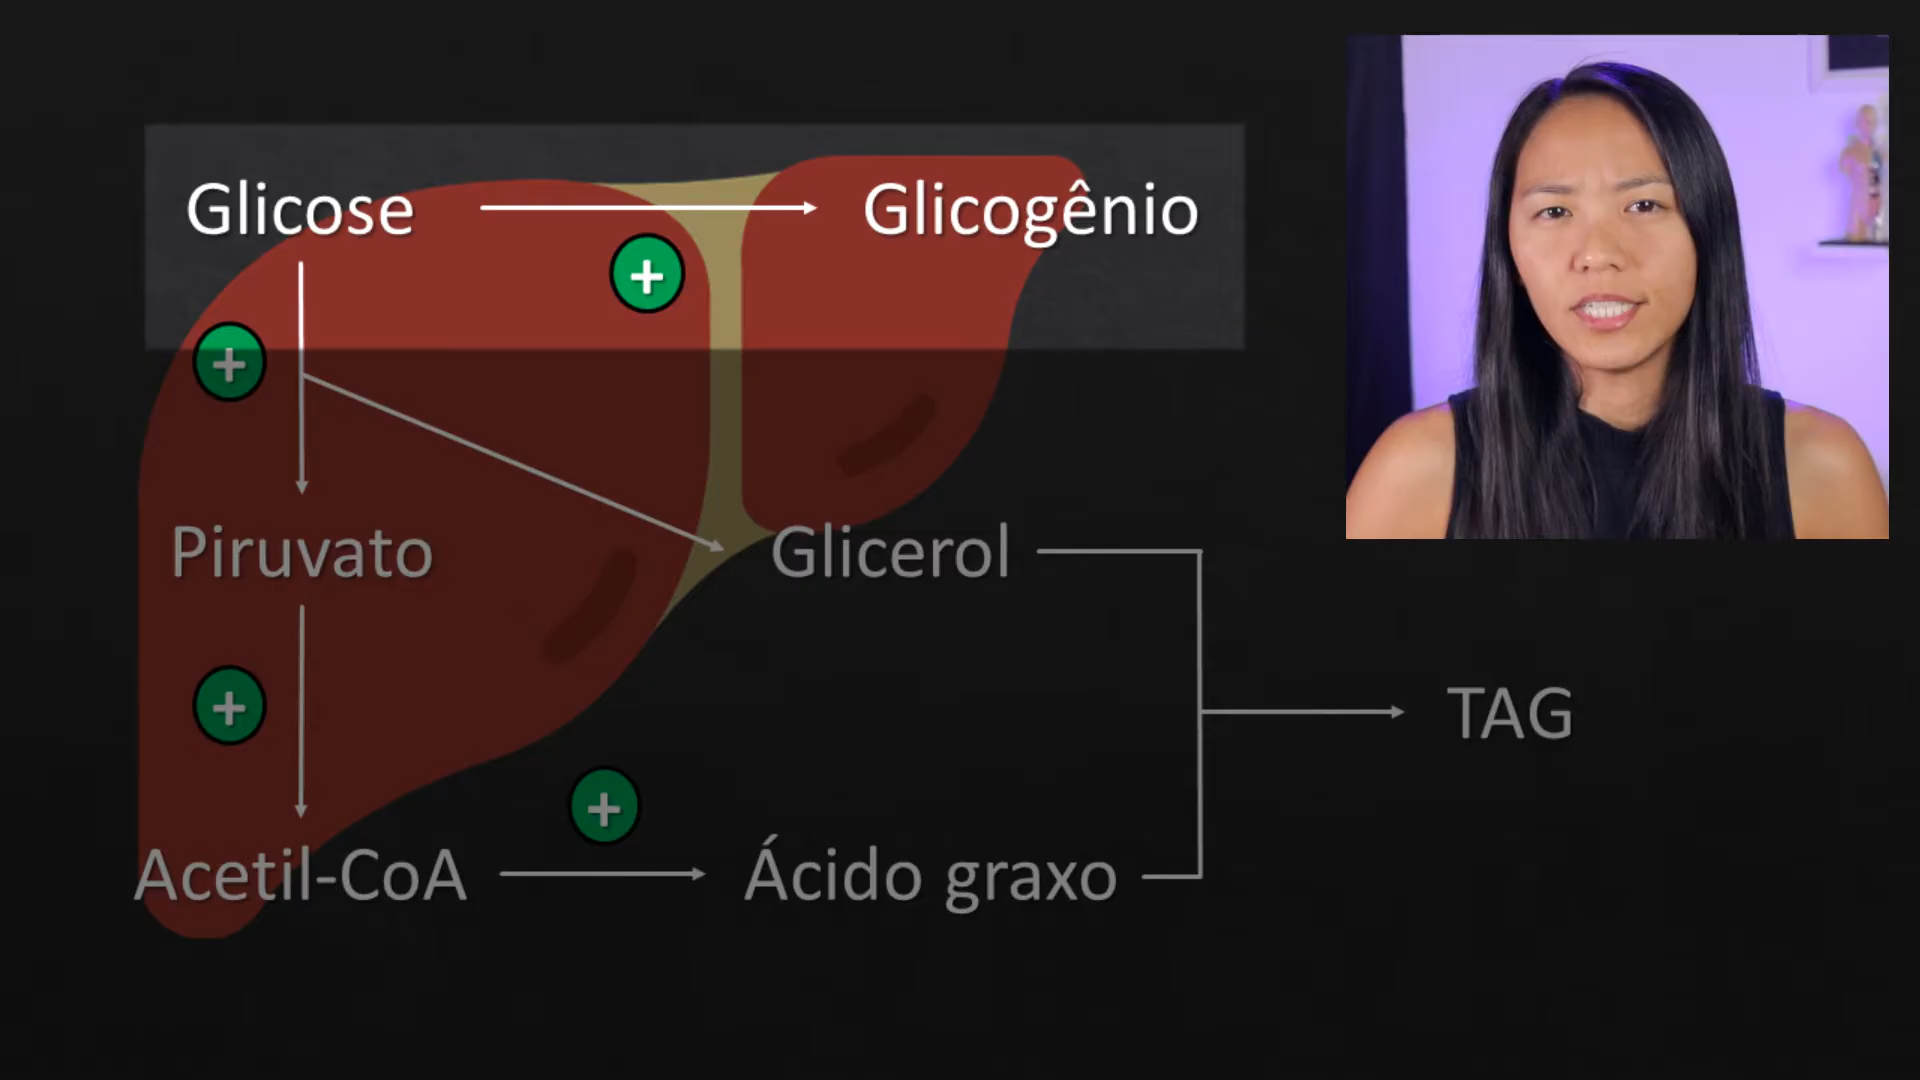 Glicose
Glicogênio
+
+
Piruvato
Glicerol
+
TAG
+
Acetil-CoA
Ácido graxo